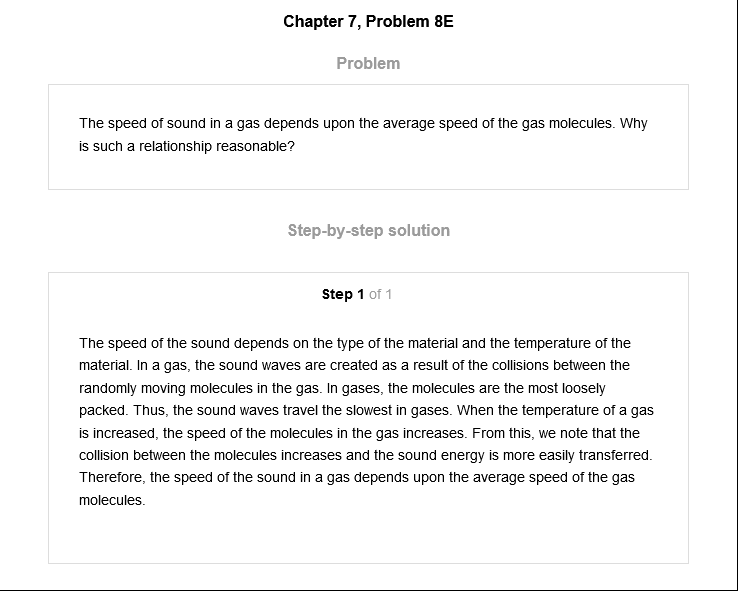 Chapter 7, Problem 8E
Problem
The speed of sound in a gas depends upon the average speed of the gas molecules. Why
is such a relationship reasonable?
Step-by-step solution
Step 1 of 1
The speed of the sound depends on the type of the material and the temperature of the
material. In a gas, the sound waves are created as a result of the collisions between the
randomly moving molecules in the gas. In gases, the molecules are the most loosely
packed. Thus, the sound waves travel the slowest in gases. When the temperature of a gas
is increased, the speed of the molecules in the gas increases. From this, we note that the
collision between the molecules increases and the sound energy is more easily transferred.
Therefore, the speed of the sound in a gas depends upon the average speed of the gas
molecules.